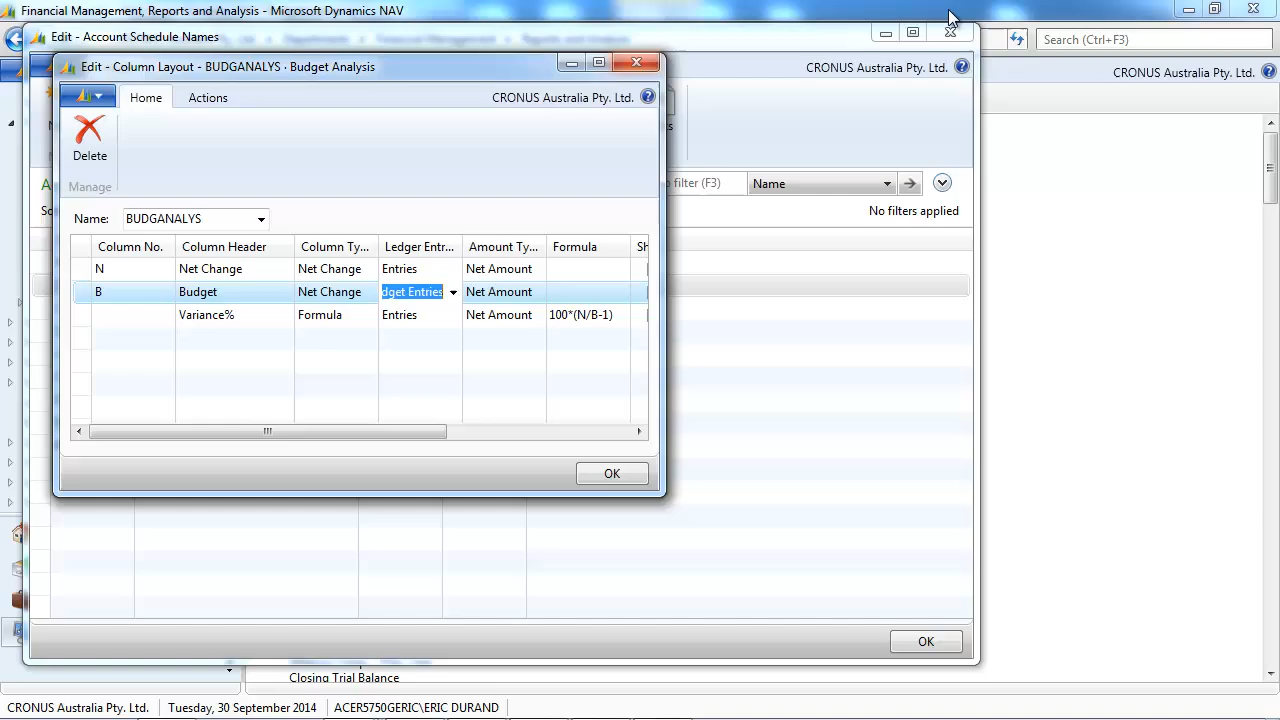 Financial Management, Reports and Analysis - Microsoft Dynamics NAV
Edit - Account Schedule Names
Search (Ctrl+F3)
Edit - Column Layout - BUDGANALYS · Budget Analysis
CRONUS Australia Pty. Ltd.
CRONUS Australia Pty. Ltd.
Home
Actions
CRONUS Australia Pty. Ltd.
Delete
Manage
filter (F3)
Name
No filters applied
Name:
BUDGANALYS
Column No.
Column Header
Column Ty...
Ledger Entr...
Amount Ty...
Formula
Sh
N
Net Change
Net Change
Entries
Net Amount
B
Budget
Net Change
dget Entries
Net Amount
Variance%
Formula
Entries
Net Amount
100*(N/B-1)
OK
OK
Closing Trial Balance
CRONUS Australia Pty. Ltd.
Tuesday, 30 September 2014
ACER5750GERIC\ERIC DURAND